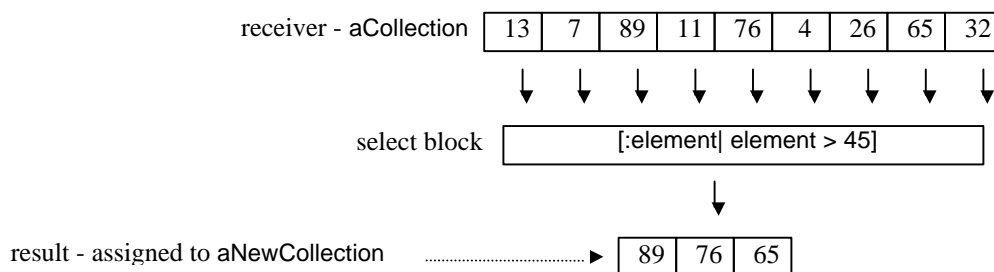 receiver - aCollection 13 7 89 11 76 4 26 65 32
select block [:element| element > 45]
result - assigned to aNewCollection 89 76 65